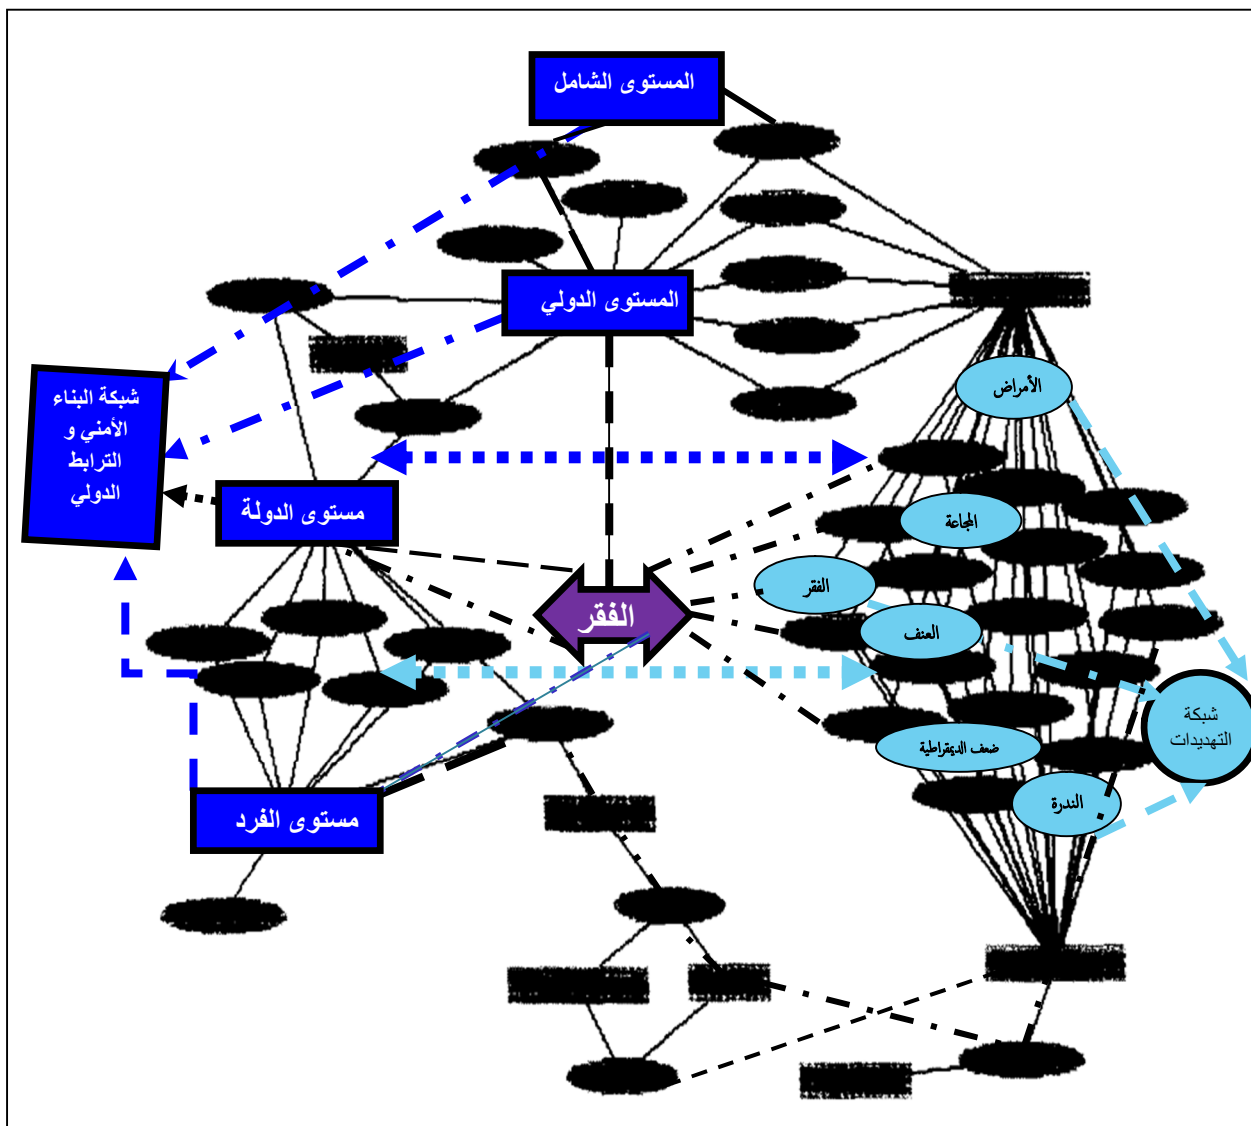 المستوى الشامل
المستوى الدولي
الأمراض
شبكة البناء
الأمني و
الترابط
الدولي
مستوى الدولة
المجاعة
الفقر
الفقر
العنف
شبكة
التهديدات
ضعف الديمقراطية
الندرة
مستوى الفرد